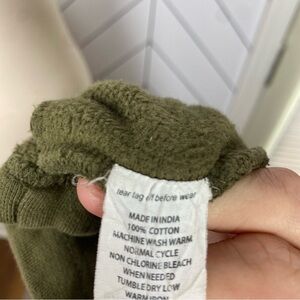 tear tag off before wear
MADE IN INDIA
100% COTTON
MACHINE WASH WARM
NORMAL CYCLE
NON CHLORINE BLEACH
WHEN NEEDED
TUMBLE DRY LOW
WARM IRON